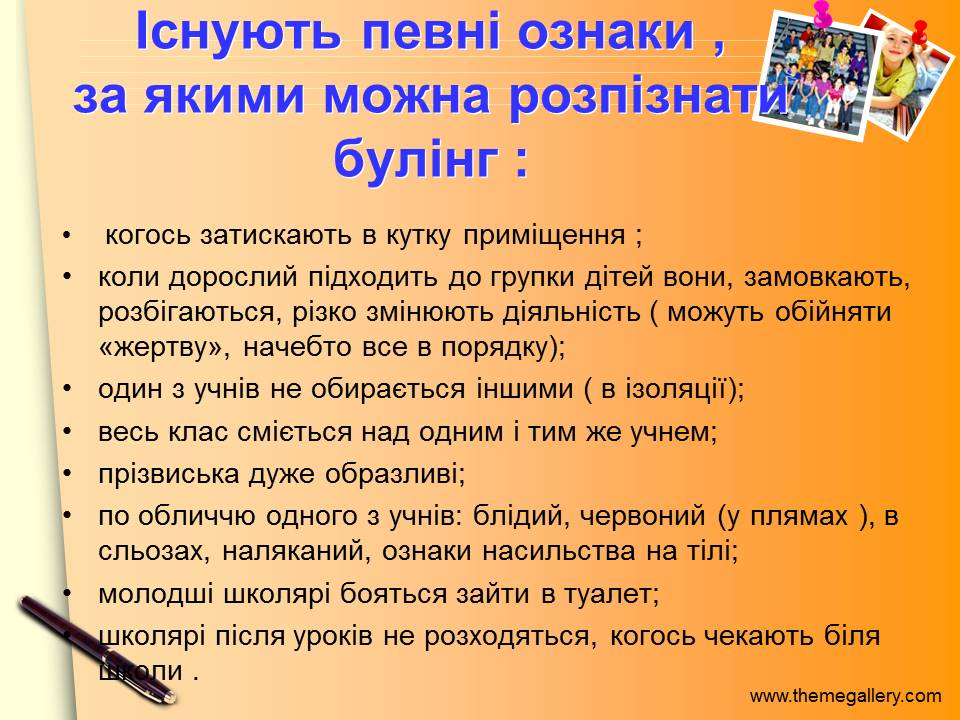 Існують певні ознаки ,
за якими можна розпізнати
булінг :
• когось затискають в кутку приміщення ;
• коли дорослий підходить до групки дітей вони, замовкають,
розбігаються, різко змінюють діяльність ( можуть обійняти
«жертву», начебто все в порядку);
• один з учнів не обирається іншими ( в ізоляції);
• весь клас сміється над одним і тим же учнем;
• прізвиська дуже образливі;
• по обличчю одного з учнів: блідий, червоний (у плямах ), в
сльозах, наляканий, ознаки насильства на тілі;
• молодші школярі бояться зайти в туалет;
• школярі після уроків не розходяться, когось чекають біля
школи .
www.themegallery.com